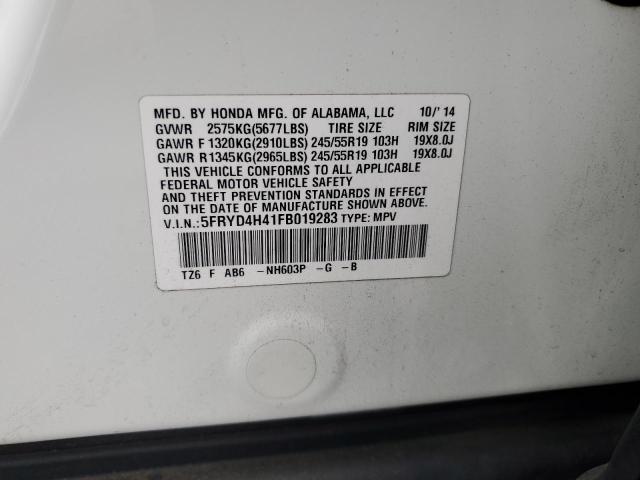 MFD. BY HONDA MFG. OF ALABAMA, LLC 10/' 14
GVWR 2575KG(5677LBS) TIRE SIZE RIM SIZE
GAWR F 1320KG(2910LBS) 245/55R19 103H 19X8.0J
GAWR R1345KG(2965LBS) 245/55R19 103H 19X8.0J
THIS VEHICLE CONFORMS TO ALL APPLICABLE
FEDERAL MOTOR VEHICLE SAFETY
AND THEFT PREVENTION STANDARDS IN EFFECT
ON THE DATE OF MANUFACTURE SHOWN ABOVE.
V.I.N.: 5FRYD4H41FB019283 TYPE: MPV
TZ6 F AB6 -NH603P -G -B